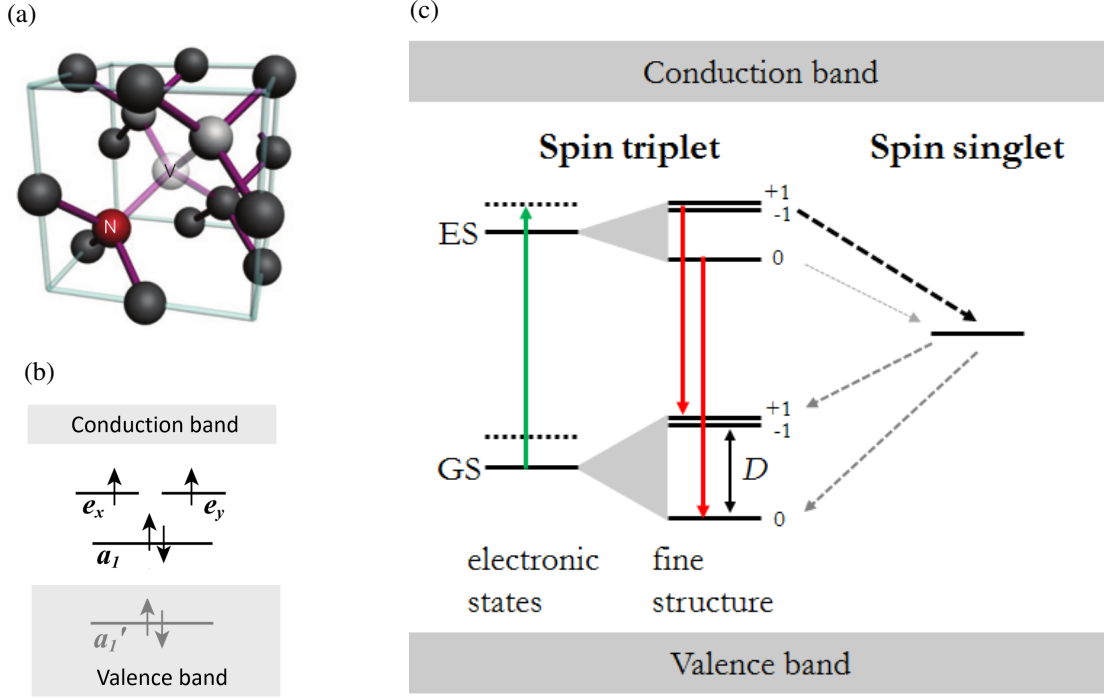 (a)
V
N
(b)
Conduction band
e_x e_y
a_1
a_1'
Valence band
(c)
Conduction band
Spin triplet Spin singlet
+1
-1
ES
0
+1
-1
GS D
0
electronic fine
states structure
Valence band